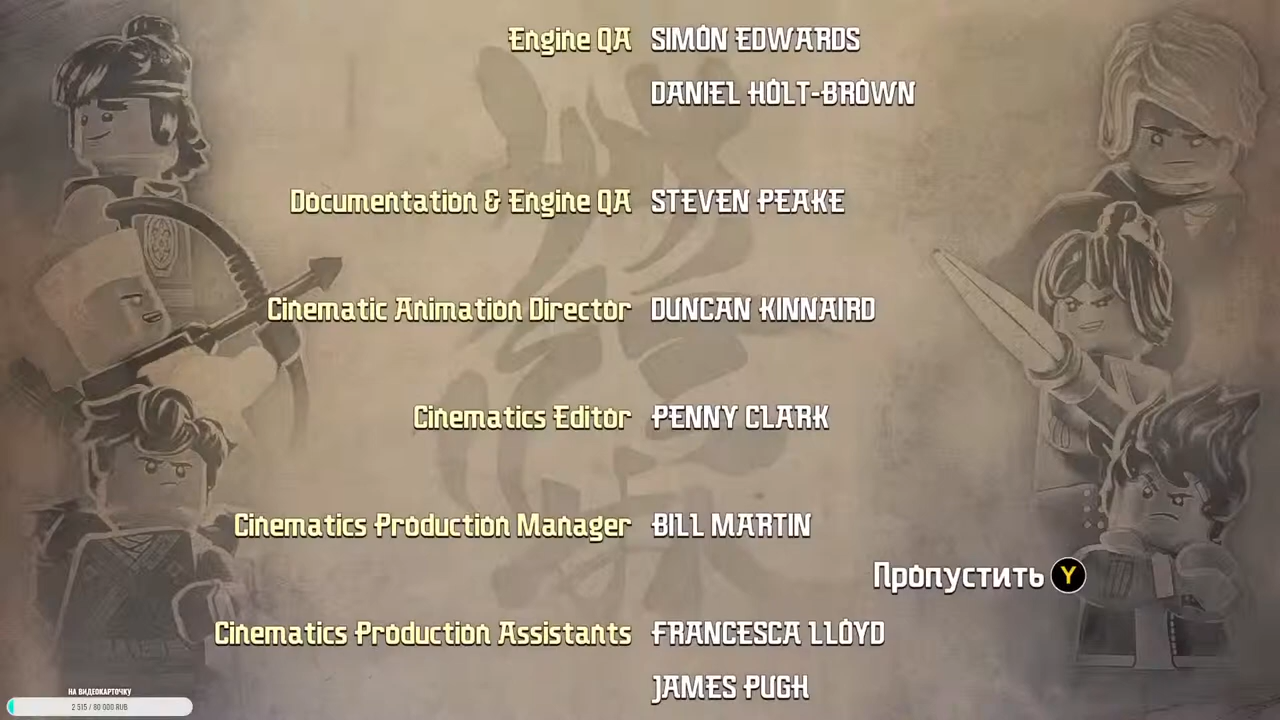 Engine QA SIMON EDWARDS
DANIEL HOLT-BROWN
Documentation & Engine QA STEVEN PEAKE
Cinematic Animation Director DUNCAN KINNAIRD
Cinematics Editor PENNY CLARK
Cinematics Production Manager BILL MARTIN
Пропустить Y
Cinematics Production Assistants FRANCESCA LLOYD
JAMES PUGH
НА ВИДЕОКАРТОЧКУ
2 515 / 80 000 RUB